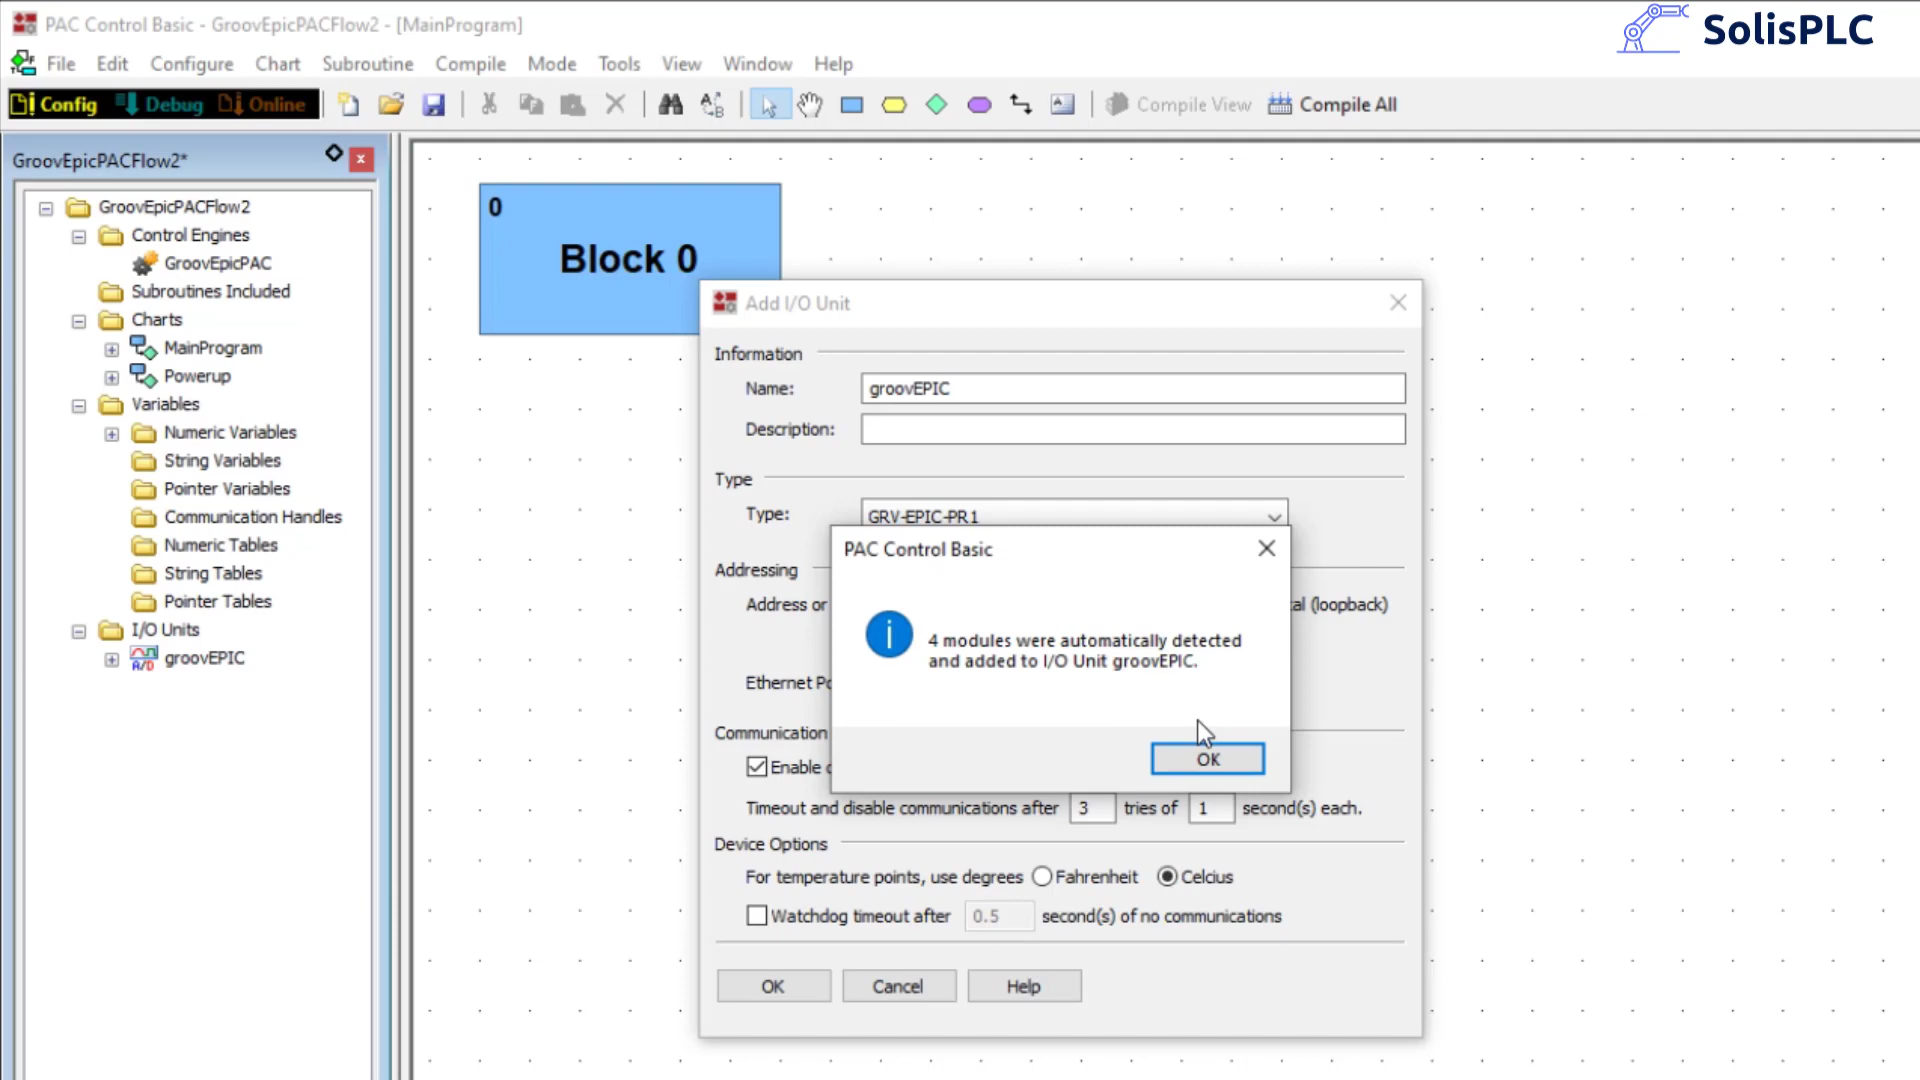 PAC Control Basic - GroovEpicPACFlow2 - [MainProgram]
SolisPLC
File Edit Configure Chart Subroutine Compile Mode Tools View Window Help
Config Debug Online Compile View Compile All
GroovEpicPACFlow2*
GroovEpicPACFlow2
Control Engines
GroovEpicPAC
Subroutines Included
Charts
MainProgram
Powerup
Variables
Numeric Variables
String Variables
Pointer Variables
Communication Handles
Numeric Tables
String Tables
Pointer Tables
I/O Units
groovEPIC
0
Block 0
Add I/O Unit
Information
Name: groovEPIC
Description:
Type
Type: GRV-EPIC-PR1
Addressing
Address or
(loopback)
Ethernet
Communication
Enable
Timeout and disable communications after 3 tries of 1 second(s) each.
Device Options
For temperature points, use degrees Fahrenheit Celcius
Watchdog timeout after 0.5 second(s) of no communications
OK Cancel Help
PAC Control Basic
4 modules were automatically detected
and added to I/O Unit groovEPIC.
OK